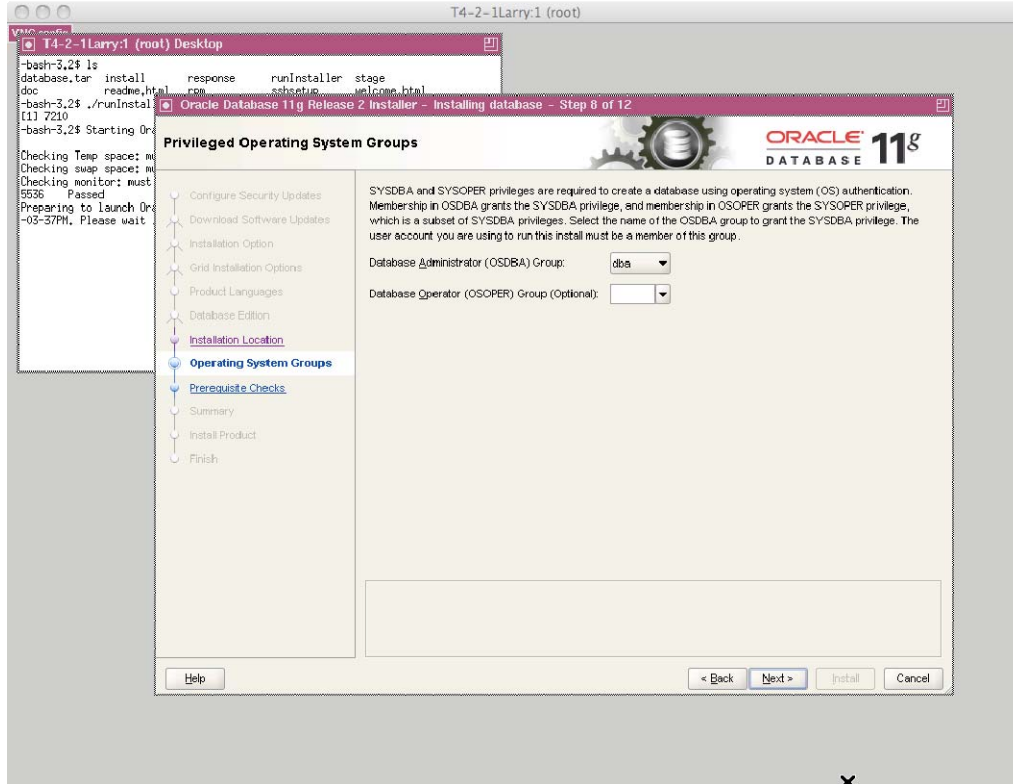 T4-2-1Larry:1 (root)
T4-2-1Larry:1 (root) Desktop
-bash-3.2$ ls
database.tar install response runInstaller stage
doc readme.html rpm sshsetup welcome.html
-bash-3.2$ ./runInstal
[1] 7210
-bash-3.2$ Starting Ora
Checking Temp space: mu
Checking swap space: mu
Checking monitor: must
5536 Passed
Preparing to launch Ora
-03-37PM. Please wait .
Oracle Database 11g Release 2 Installer - Installing database - Step 8 of 12
Privileged Operating System Groups
ORACLE
DATABASE
11g
Configure Security Updates
Download Software Updates
Installation Option
Grid Installation Options
Product Languages
Database Edition
Installation Location
Operating System Groups
Prerequisite Checks
Summary
Install Product
Finish
SYSDBA and SYSOPER privileges are required to create a database using operating system (OS) authentication.
Membership in OSDBA grants the SYSDBA privilege, and membership in OSOPER grants the SYSOPER privilege,
which is a subset of SYSDBA privileges. Select the name of the OSDBA group to grant the SYSDBA privilege. The
user account you are using to run this install must be a member of this group.
Database Administrator (OSDBA) Group: dba
Database Operator (OSOPER) Group (Optional):
Help
< Back Next > Install Cancel